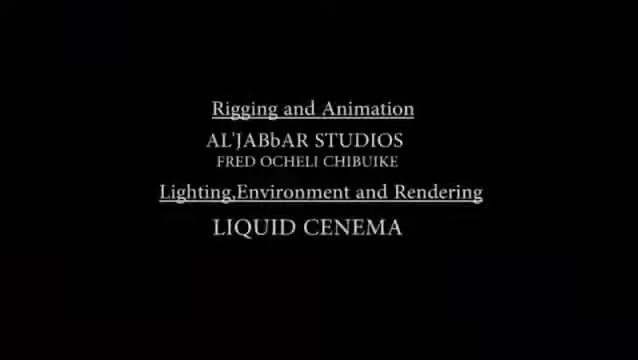 Rigging and Animation
AL'JABbAR STUDIOS
FRED OCHELI CHIBUIKE
Lighting,Environment and Rendering
LIQUID CENEMA